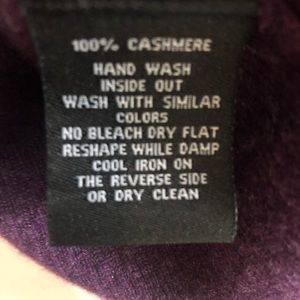 100% CASHMERE
HAND WASH
INSIDE OUT
WASH WITH SIMILAR
COLORS
NO BLEACH DRY FLAT
RESHAPE WHILE DAMP
COOL IRON ON
THE REVERSE SIDE
OR DRY CLEAN